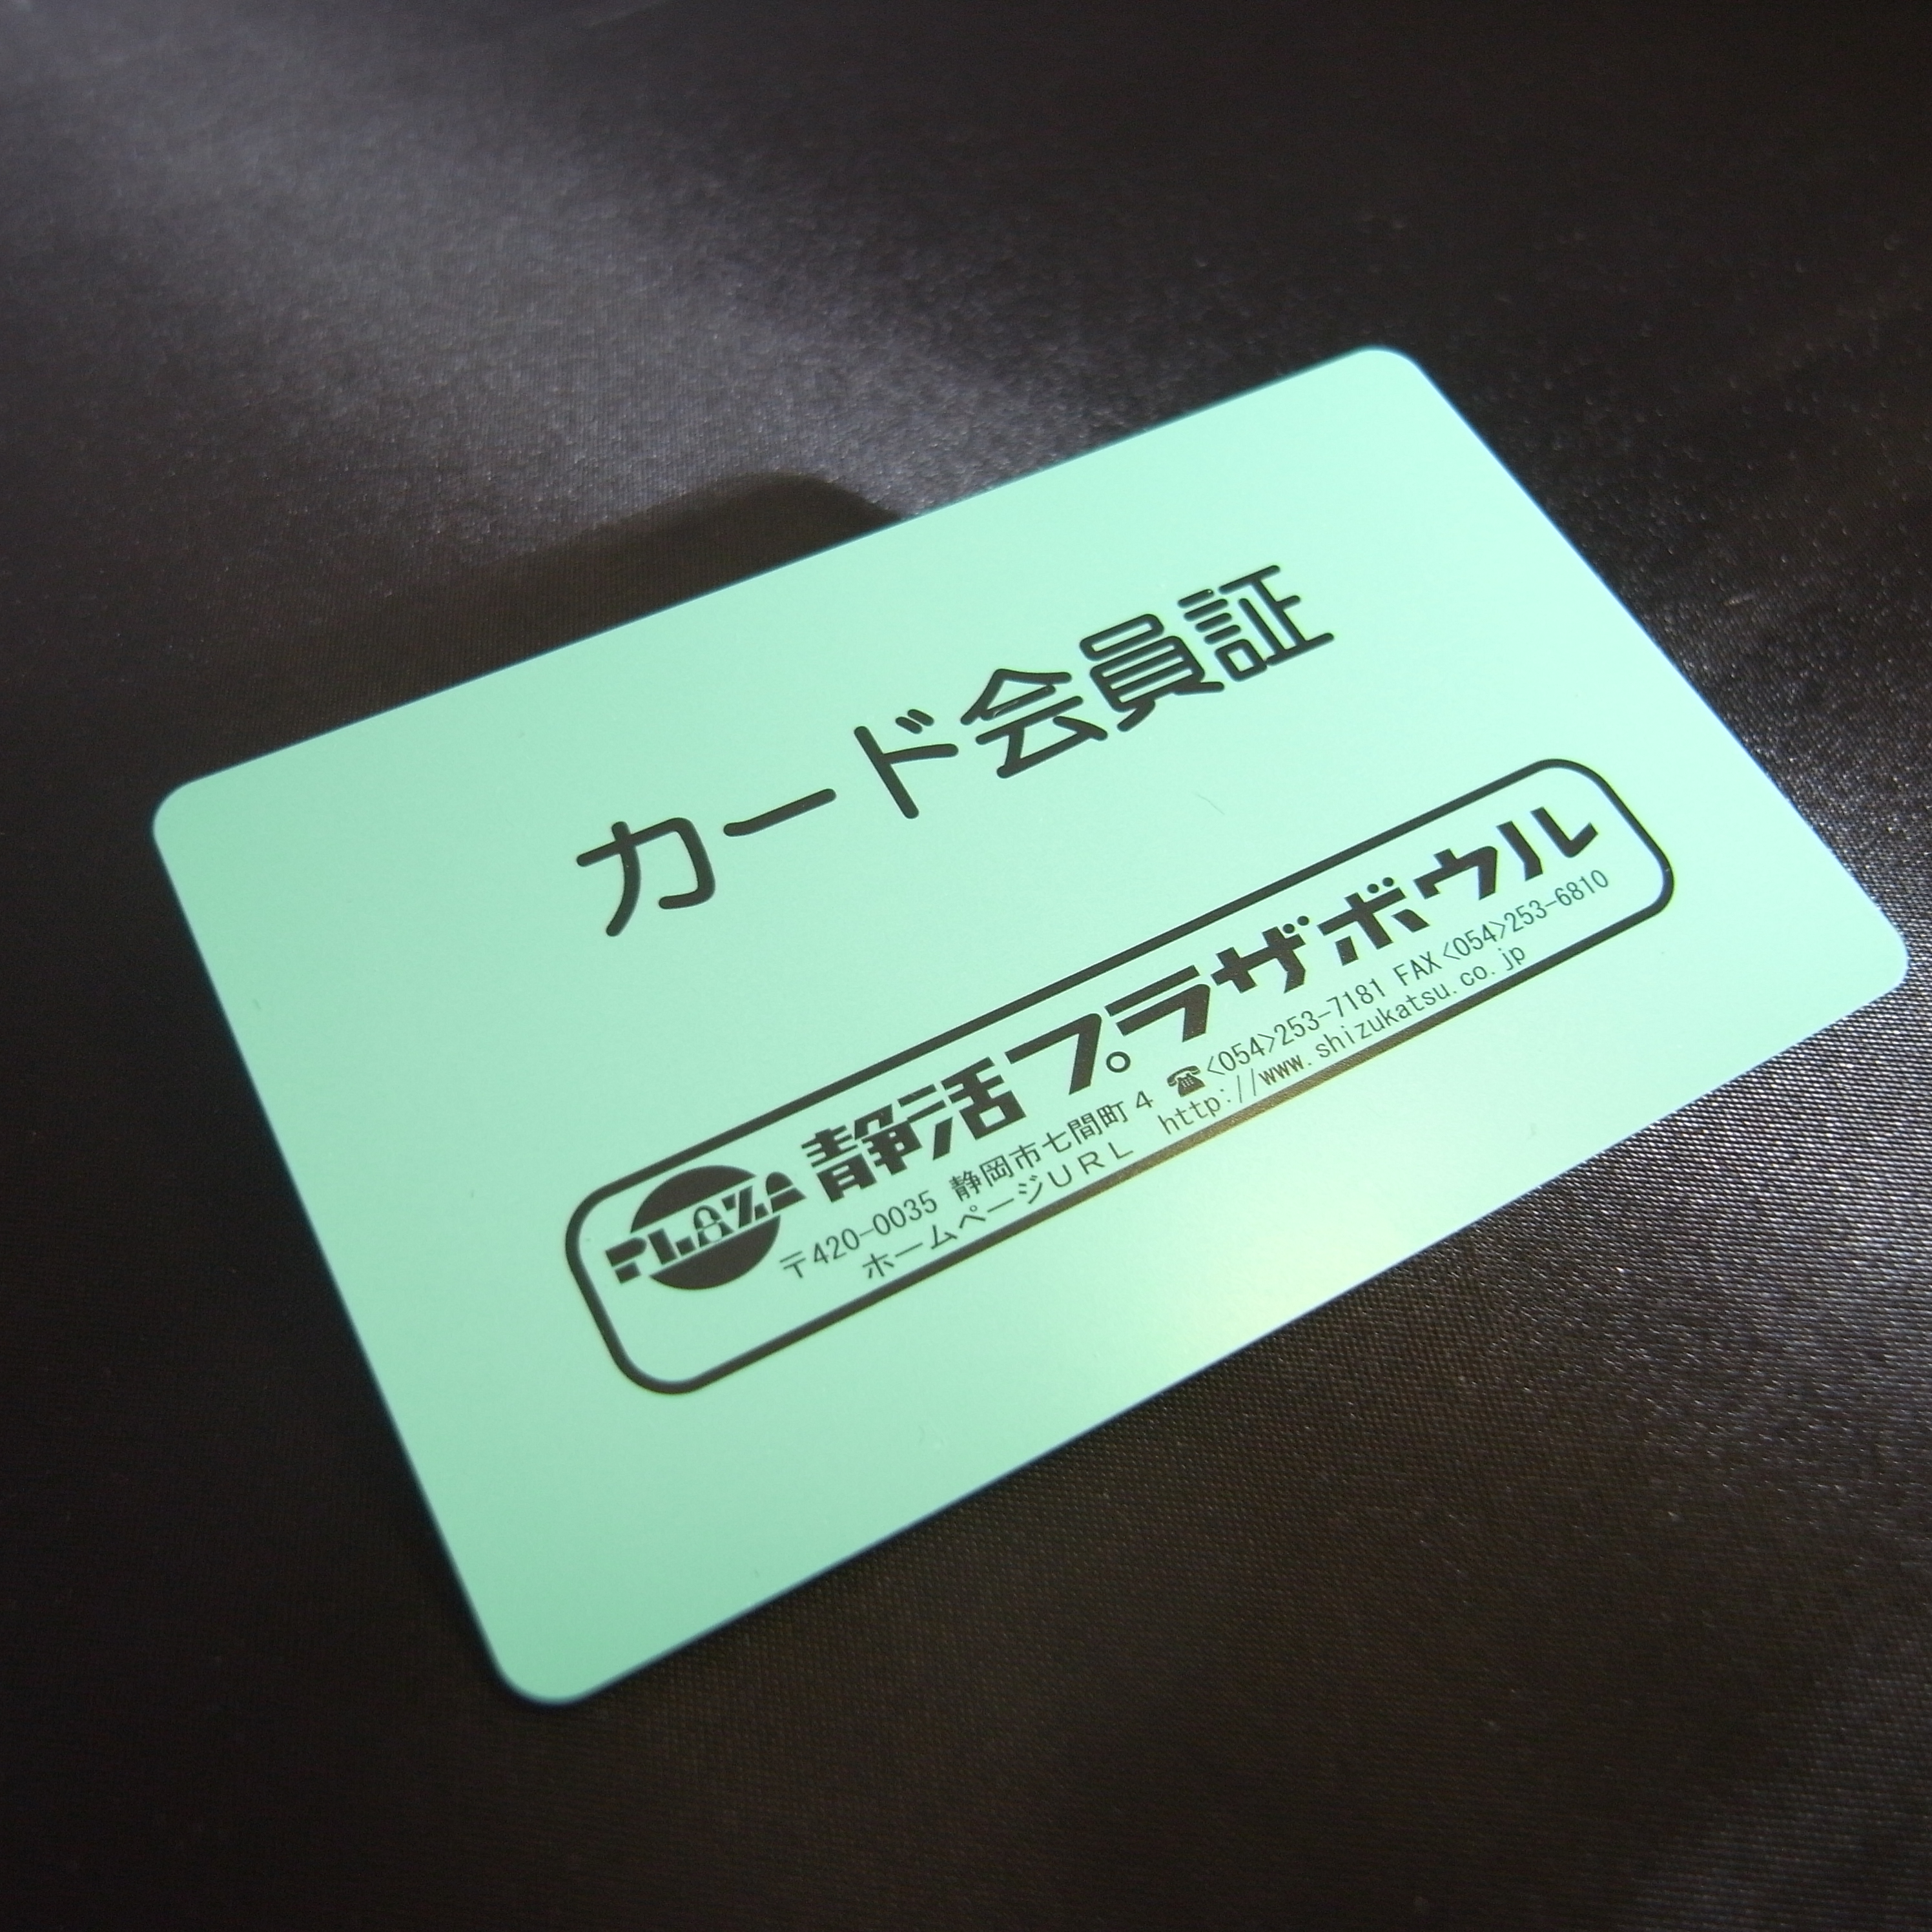 カード会員証
PLAZA 静活プラザボウル
〒420-0035 静岡市七間町4 ☎<054>253-7181 FAX<054>253-6810
ホームページURL http://www.shizukatsu.co.jp